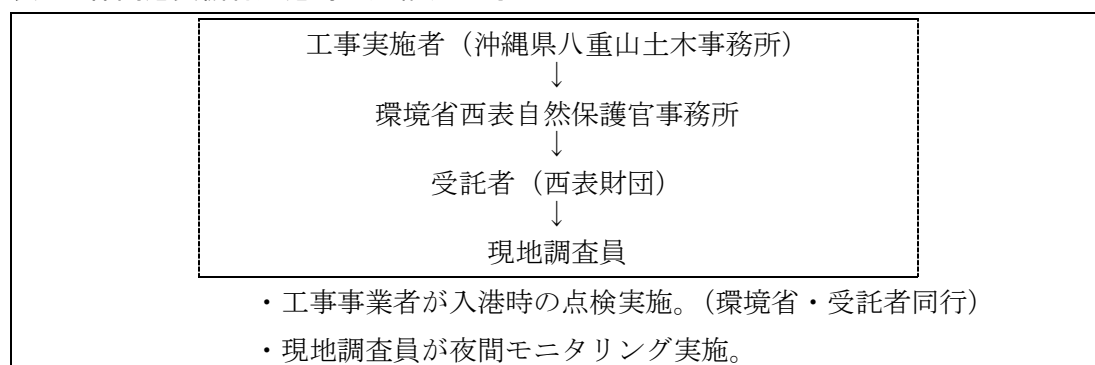 工事実施者（沖縄県八重山土木事務所）
↓
環境省西表自然保護官事務所
↓
受託者（西表財団）
↓
現地調査員
・工事事業者が入港時の点検実施。（環境省・受託者同行）
・現地調査員が夜間モニタリング実施。